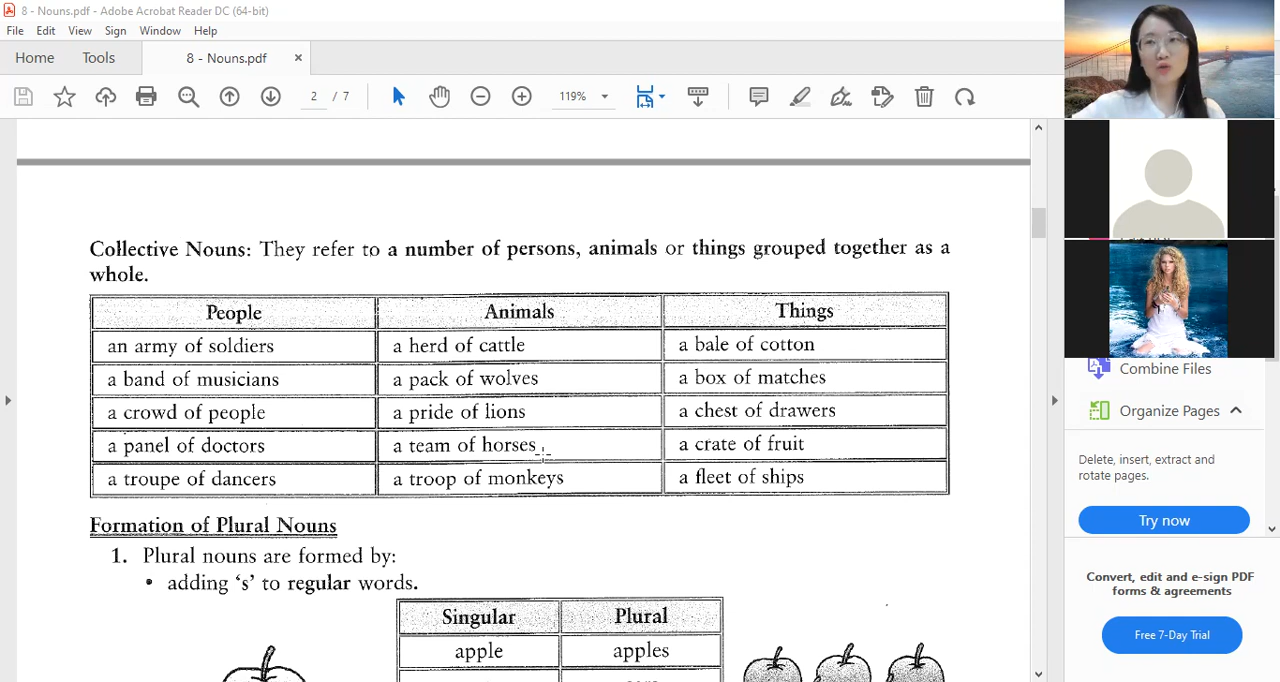 8 - Nouns.pdf - Adobe Acrobat Reader DC (64-bit)
File Edit View Sign Window Help
Home Tools 8 - Nouns.pdf ×
2 / 7 119%
Collective Nouns: They refer to a number of persons, animals or things grouped together as a
whole.
People Animals Things
an army of soldiers a herd of cattle a bale of cotton
a band of musicians a pack of wolves a box of matches
a crowd of people a pride of lions a chest of drawers
a panel of doctors a team of horses a crate of fruit
a troupe of dancers a troop of monkeys a fleet of ships
Formation of Plural Nouns
1. Plural nouns are formed by:
• adding ‘s’ to regular words.
Singular Plural
apple apples
Combine Files
Organize Pages
Delete, insert, extract and
rotate pages.
Try now
Convert, edit and e-sign PDF
forms & agreements
Free 7-Day Trial